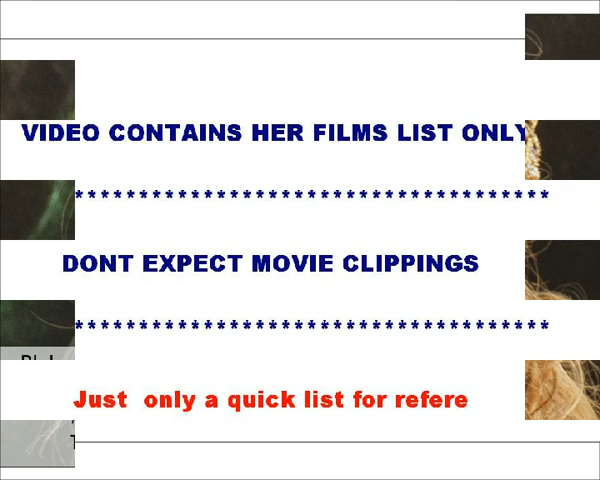 VIDEO CONTAINS HER FILMS LIST ONLY
*************************************
DONT EXPECT MOVIE CLIPPINGS
*************************************
Just only a quick list for refere